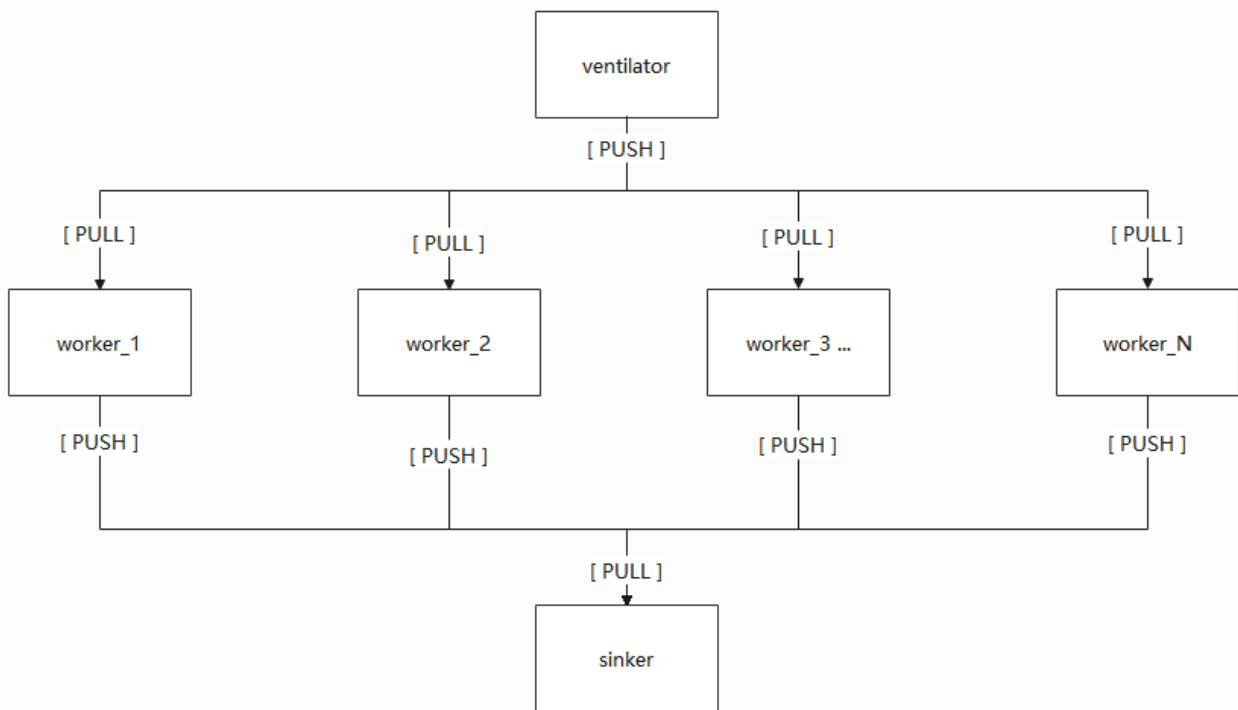 ventilator
[ PUSH ]
[ PULL ]
[ PULL ]
[ PULL ]
[ PULL ]
worker_1
worker_2
worker_3 ...
worker_N
[ PUSH ]
[ PUSH ]
[ PUSH ]
[ PUSH ]
[ PULL ]
sinker